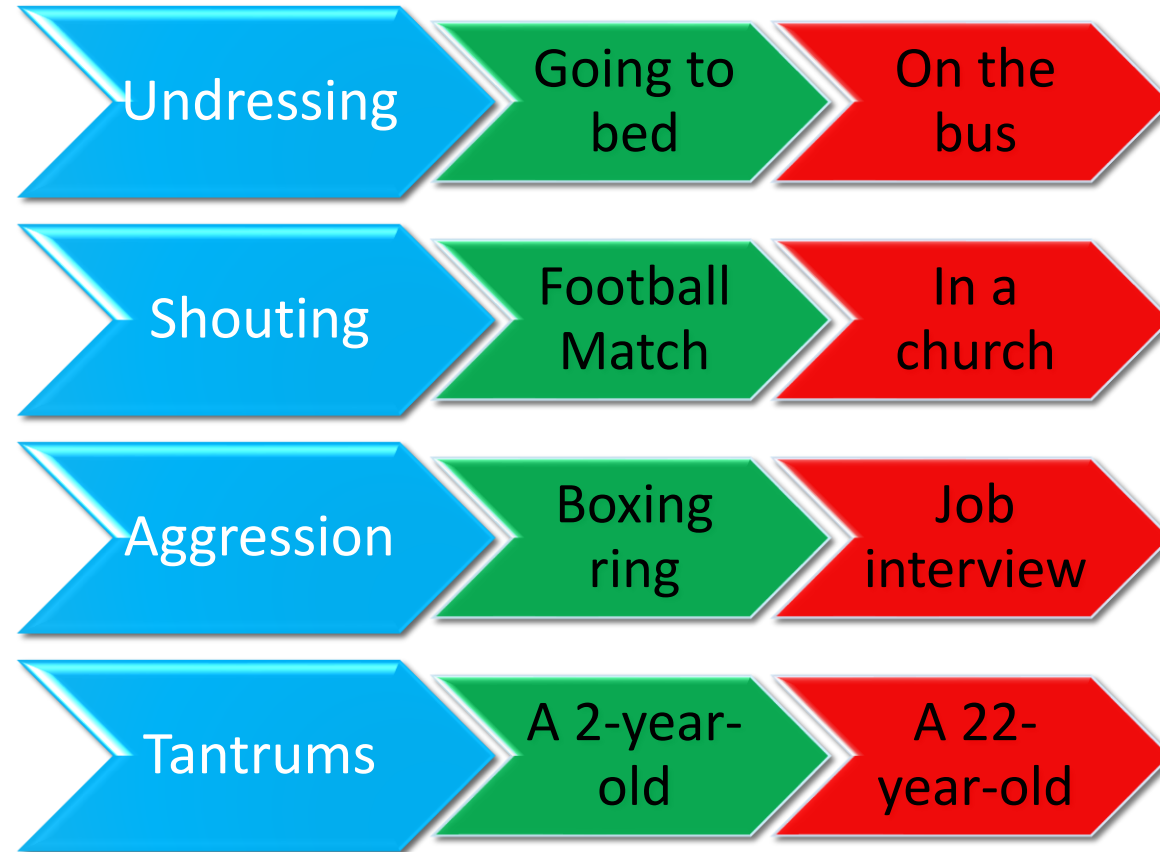 Undressing
Going to
bed
On the
bus
Shouting
Football
Match
In a
church
Aggression
Boxing
ring
Job
interview
Tantrums
A 2-year-
old
A 22-
year-old